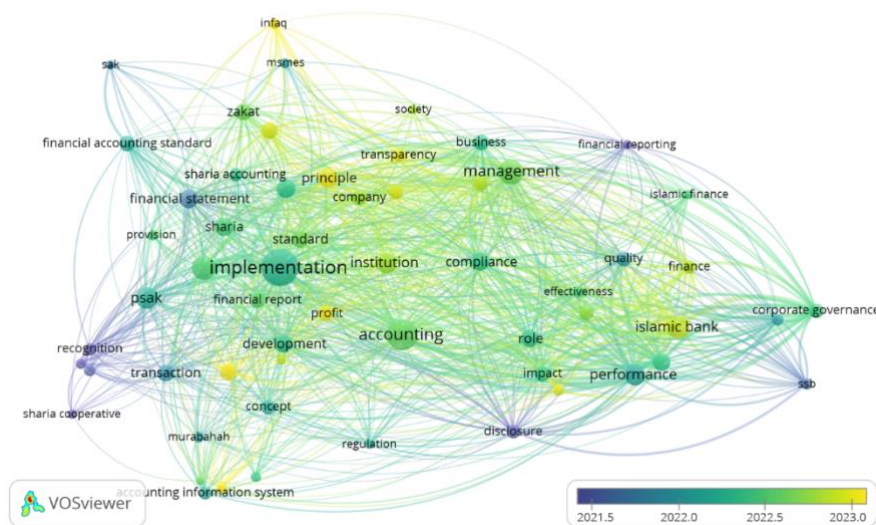 infaq
sak
msmes
zakat
society
financial accounting standard
business
financial reporting
transparency
sharia accounting
principle
management
financial statement
company
islamic finance
provision
sharia
standard
implementation
institution
compliance
quality
finance
psak
financial report
effectiveness
profit
islamic bank
corporate governance
accounting
recognition
development
role
transaction
impact
performance
ssb
sharia cooperative
concept
murabahah
regulation
disclosure
accounting information system
VOSviewer
2021.5 2022.0 2022.5 2023.0